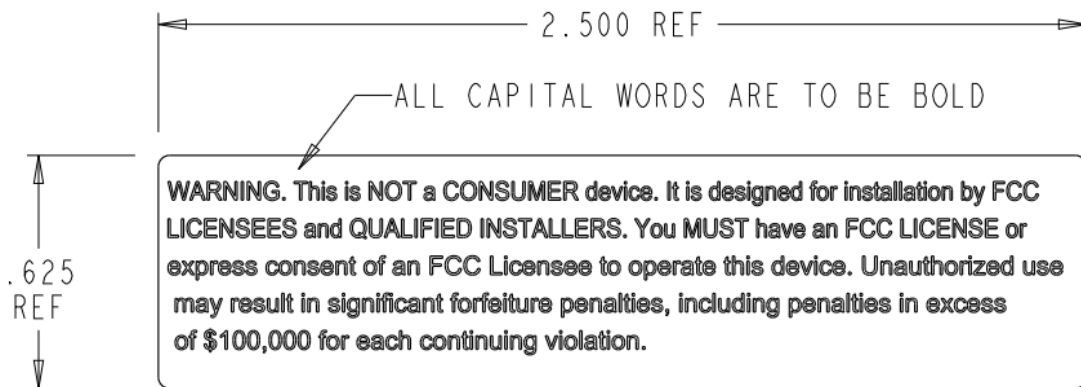 2.500 REF
ALL CAPITAL WORDS ARE TO BE BOLD
.625
REF
WARNING. This is NOT a CONSUMER device. It is designed for installation by FCC
LICENSEES and QUALIFIED INSTALLERS. You MUST have an FCC LICENSE or
express consent of an FCC Licensee to operate this device. Unauthorized use
may result in significant forfeiture penalties, including penalties in excess
of $100,000 for each continuing violation.